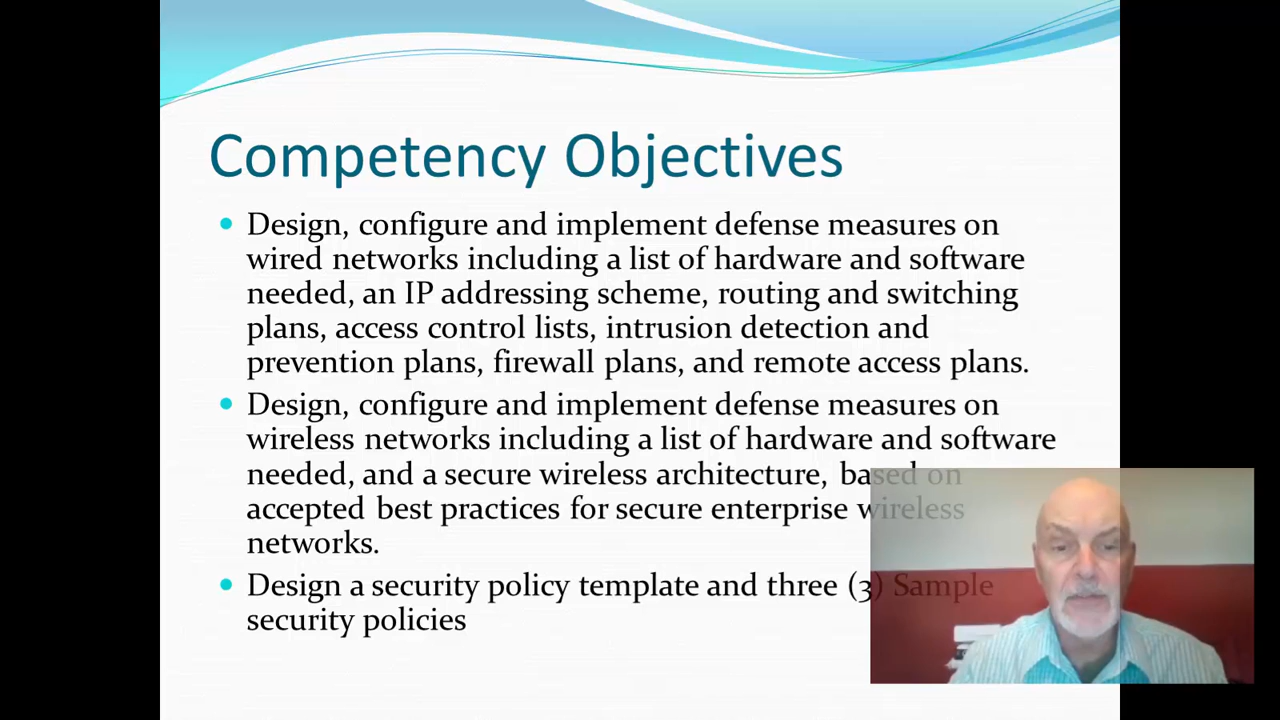 Competency Objectives
• Design, configure and implement defense measures on
wired networks including a list of hardware and software
needed, an IP addressing scheme, routing and switching
plans, access control lists, intrusion detection and
prevention plans, firewall plans, and remote access plans.
• Design, configure and implement defense measures on
wireless networks including a list of hardware and software
needed, and a secure wireless architecture, based on
accepted best practices for secure enterprise wireless
networks.
• Design a security policy template and three (3) Sample
security policies